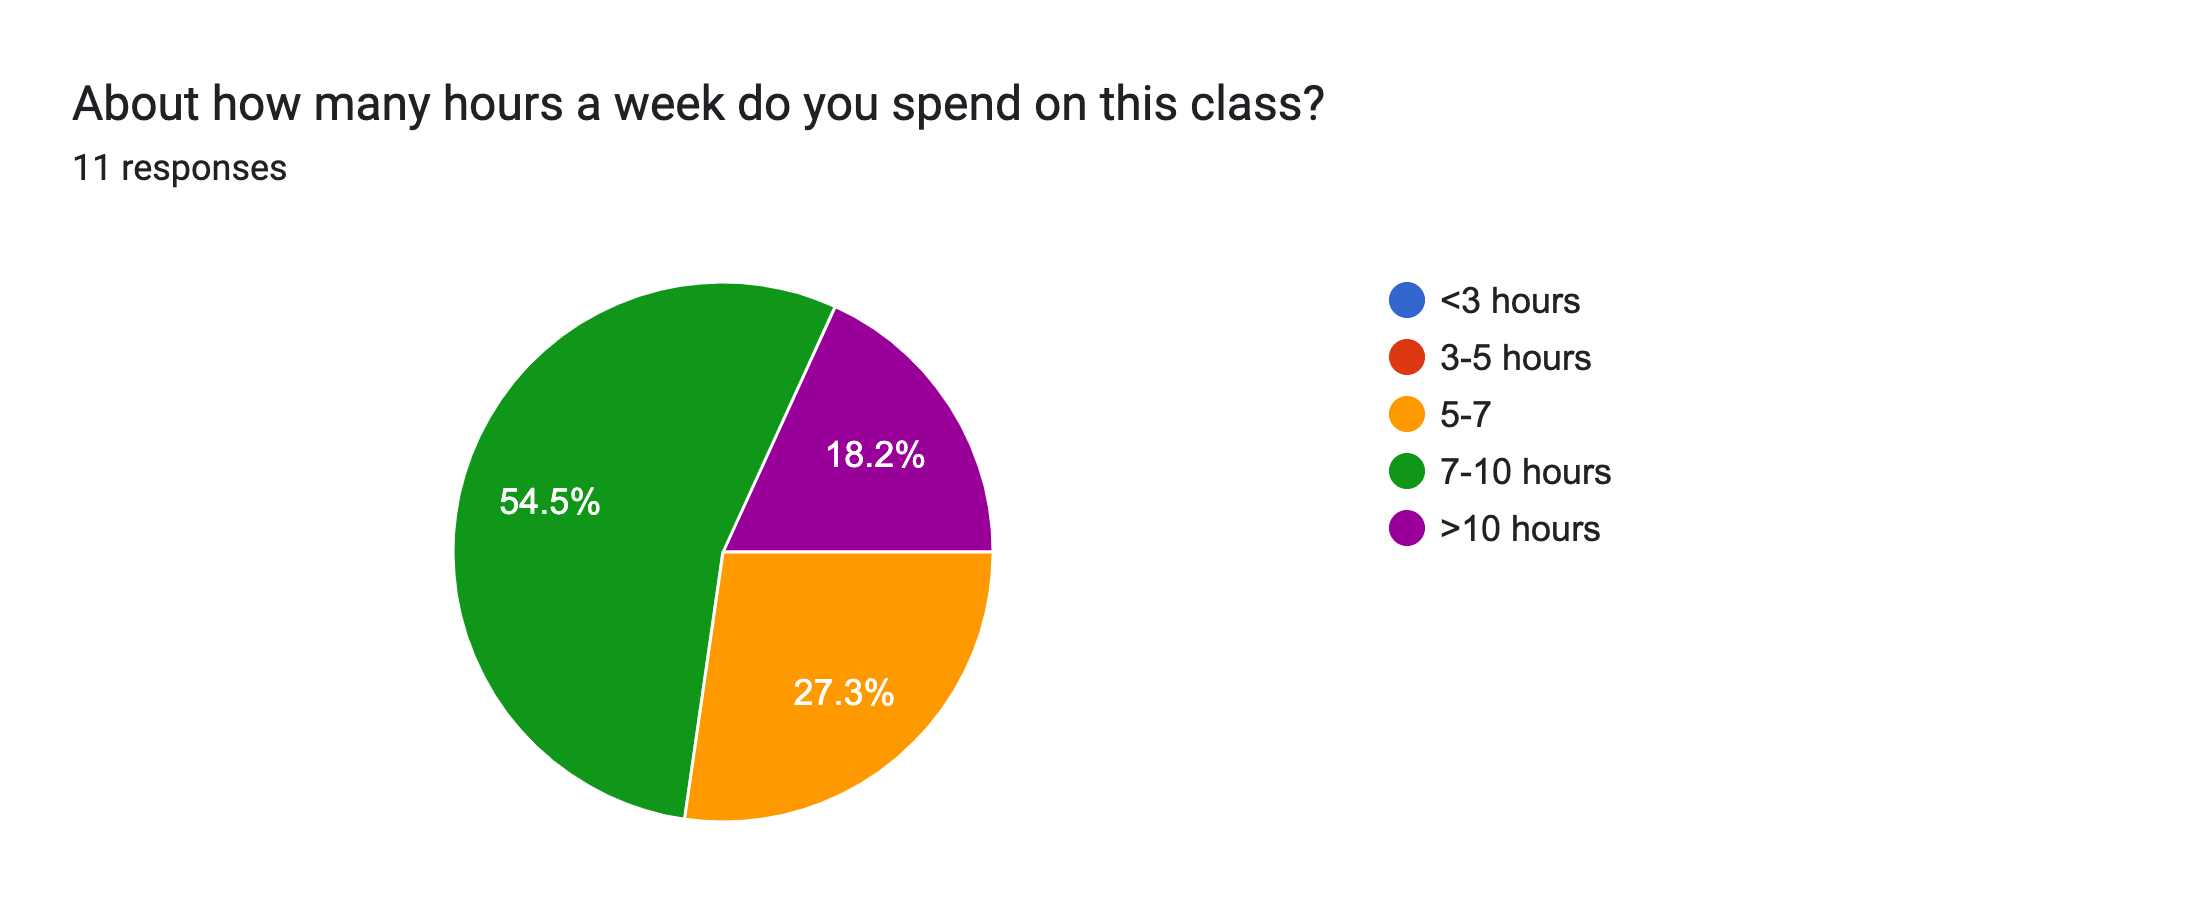 About how many hours a week do you spend on this class?
11 responses
<3 hours
3-5 hours
5-7
7-10 hours
>10 hours
18.2%
54.5%
27.3%